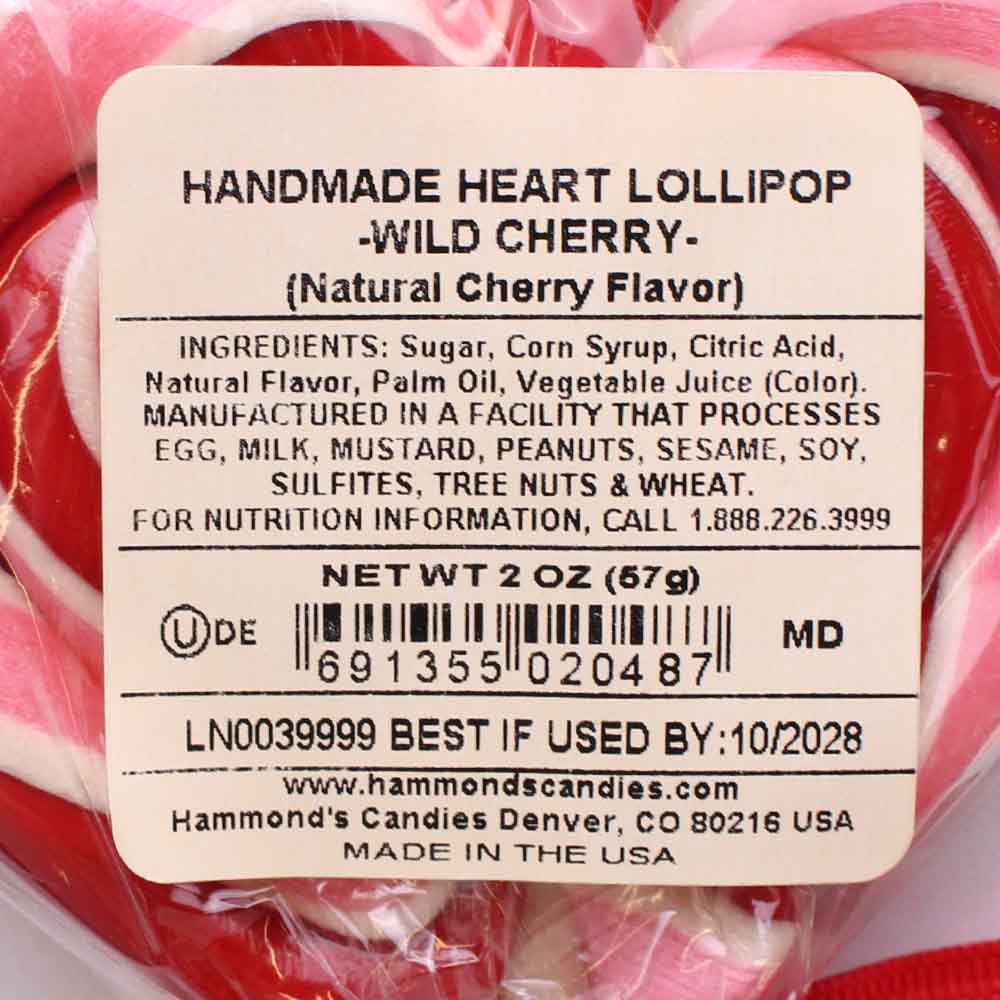 HANDMADE HEART LOLLIPOP
-WILD CHERRY-
(Natural Cherry Flavor)
INGREDIENTS: Sugar, Corn Syrup, Citric Acid,
Natural Flavor, Palm Oil, Vegetable Juice (Color).
MANUFACTURED IN A FACILITY THAT PROCESSES
EGG, MILK, MUSTARD, PEANUTS, SESAME, SOY,
SULFITES, TREE NUTS & WHEAT.
FOR NUTRITION INFORMATION, CALL 1.888.226.3999
NET WT 2 OZ (57g)
UDE
691355 020487
MD
LN0039999 BEST IF USED BY:10/2028
www.hammondscandies.com
Hammond's Candies Denver, CO 80216 USA
MADE IN THE USA